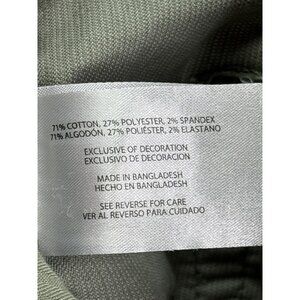 71% COTTON, 27% POLYESTER, 2% SPANDEX
71% ALGODÓN, 27% POLIÉSTER, 2% ELASTANO
EXCLUSIVE OF DECORATION
EXCLUSIVO DE DECORACIÓN
MADE IN BANGLADESH
HECHO EN BANGLADESH
SEE REVERSE FOR CARE
VER AL REVERSO PARA CUIDADO